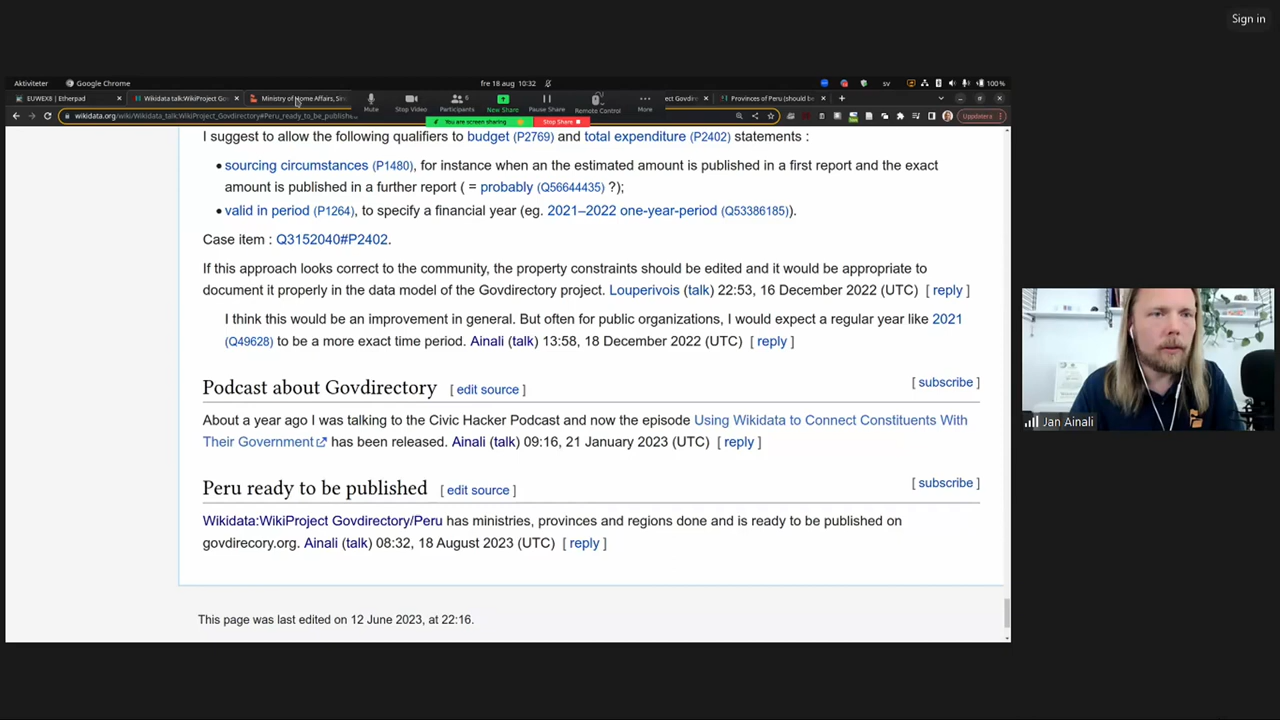 Sign in
Aktiviteter Google Chrome fre 18 aug 10:32 sv 100 %
EUWEX8 | Etherpad Wikidata talk:WikiProject Go Ministry of Home Affairs, Sin ect Govdire Provinces of Peru (should be
wikidata.org/wiki/Wikidata_talk:WikiProject_Govdirectory#Peru_ready_to_be_publish... Uppdatera
Mute Stop Video Participants 6 New Share Pause Share Remote Control More
You are screen sharing Stop Share
I suggest to allow the following qualifiers to budget (P2769) and total expenditure (P2402) statements :
• sourcing circumstances (P1480), for instance when an the estimated amount is published in a first report and the exact
amount is published in a further report ( = probably (Q56644435) ?);
• valid in period (P1264), to specify a financial year (eg. 2021–2022 one-year-period (Q53386185)).
Case item : Q3152040#P2402.
If this approach looks correct to the community, the property constraints should be edited and it would be appropriate to
document it properly in the data model of the Govdirectory project. Louperivois (talk) 22:53, 16 December 2022 (UTC) [ reply ]
I think this would be an improvement in general. But often for public organizations, I would expect a regular year like 2021
(Q49628) to be a more exact time period. Ainali (talk) 13:58, 18 December 2022 (UTC) [ reply ]
Podcast about Govdirectory [ edit source ] [ subscribe ]
About a year ago I was talking to the Civic Hacker Podcast and now the episode Using Wikidata to Connect Constituents With
Their Government has been released. Ainali (talk) 09:16, 21 January 2023 (UTC) [ reply ]
Peru ready to be published [ edit source ] [ subscribe ]
Wikidata:WikiProject Govdirectory/Peru has ministries, provinces and regions done and is ready to be published on
govdirecory.org. Ainali (talk) 08:32, 18 August 2023 (UTC) [ reply ]
This page was last edited on 12 June 2023, at 22:16.
Jan Ainali